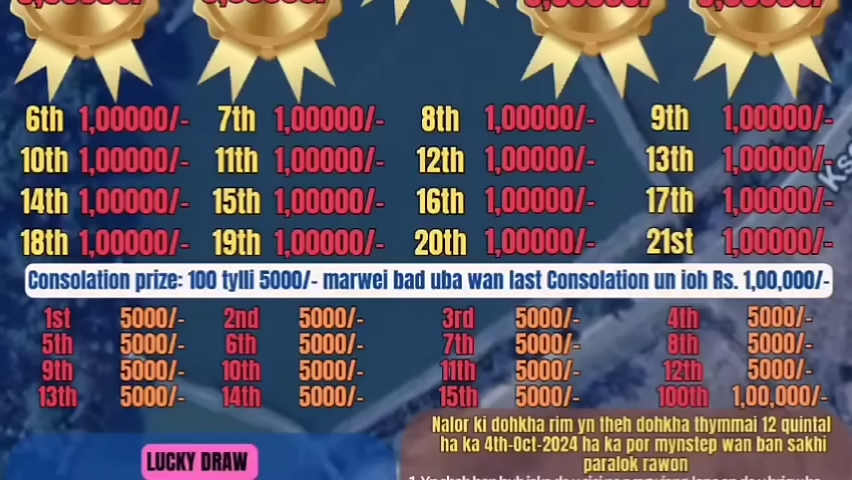 6th 1,00000/- 7th 1,00000/- 8th 1,00000/- 9th 1,00000/-
10th 1,00000/- 11th 1,00000/- 12th 1,00000/- 13th 1,00000/-
14th 1,00000/- 15th 1,00000/- 16th 1,00000/- 17th 1,00000/-
18th 1,00000/- 19th 1,00000/- 20th 1,00000/- 21st 1,00000/-
Consolation prize: 100 tylli 5000/- marwei bad uba wan last Consolation un ioh Rs. 1,00,000/-
1st 5000/- 2nd 5000/- 3rd 5000/- 4th 5000/-
5th 5000/- 6th 5000/- 7th 5000/- 8th 5000/-
9th 5000/- 10th 5000/- 11th 5000/- 12th 5000/-
13th 5000/- 14th 5000/- 15th 5000/- 100th 1,00,000/-
Nalor ki dohkha rim yn theh dohkha thymmai 12 quintal
ha ka 4th-Oct-2024 ha ka por mynstep wan ban sakhi
paralok rawon
LUCKY DRAW